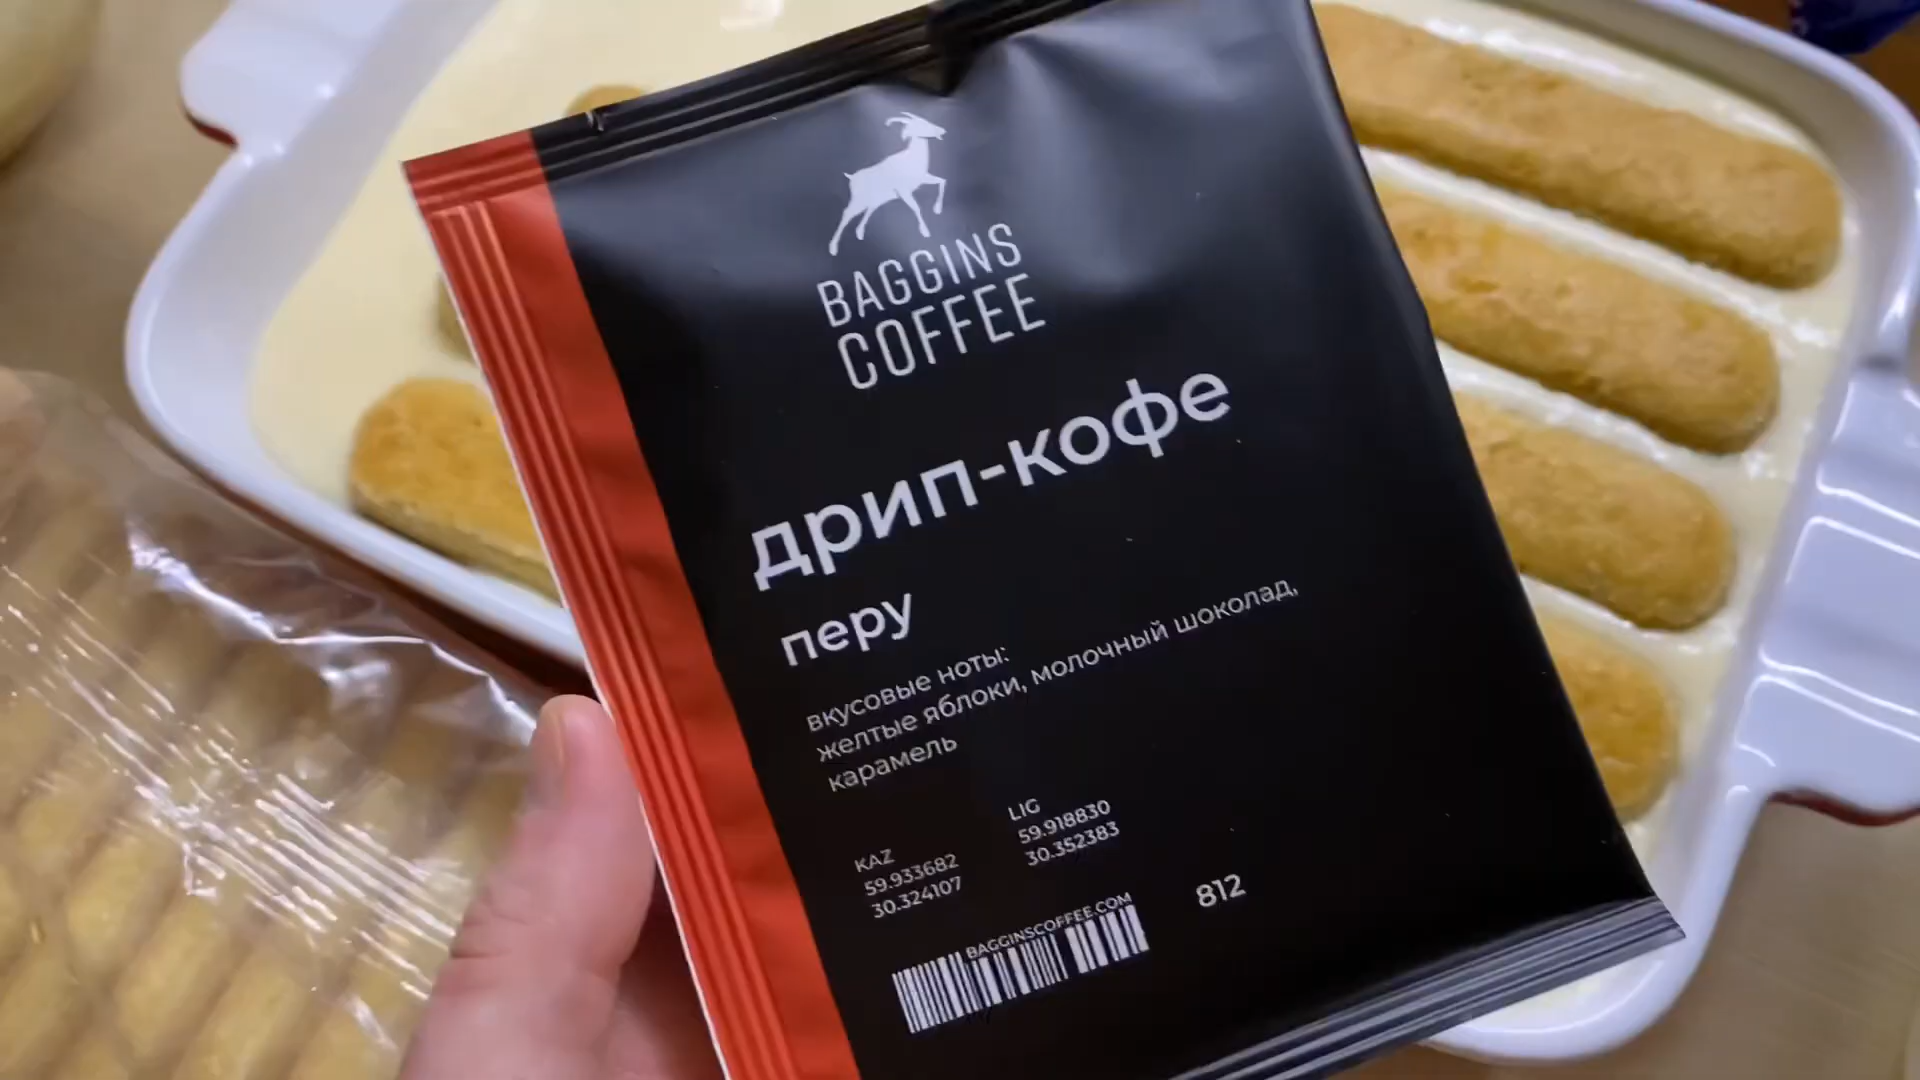 BAGGINS
COFFEE
дрип-кофе
перу
вкусовые ноты:
желтые яблоки, молочный шоколад,
карамель
KAZ
59.933682
30.324107
LIG
59.918830
30.352383
BAGGINSCOFFEE.COM
812